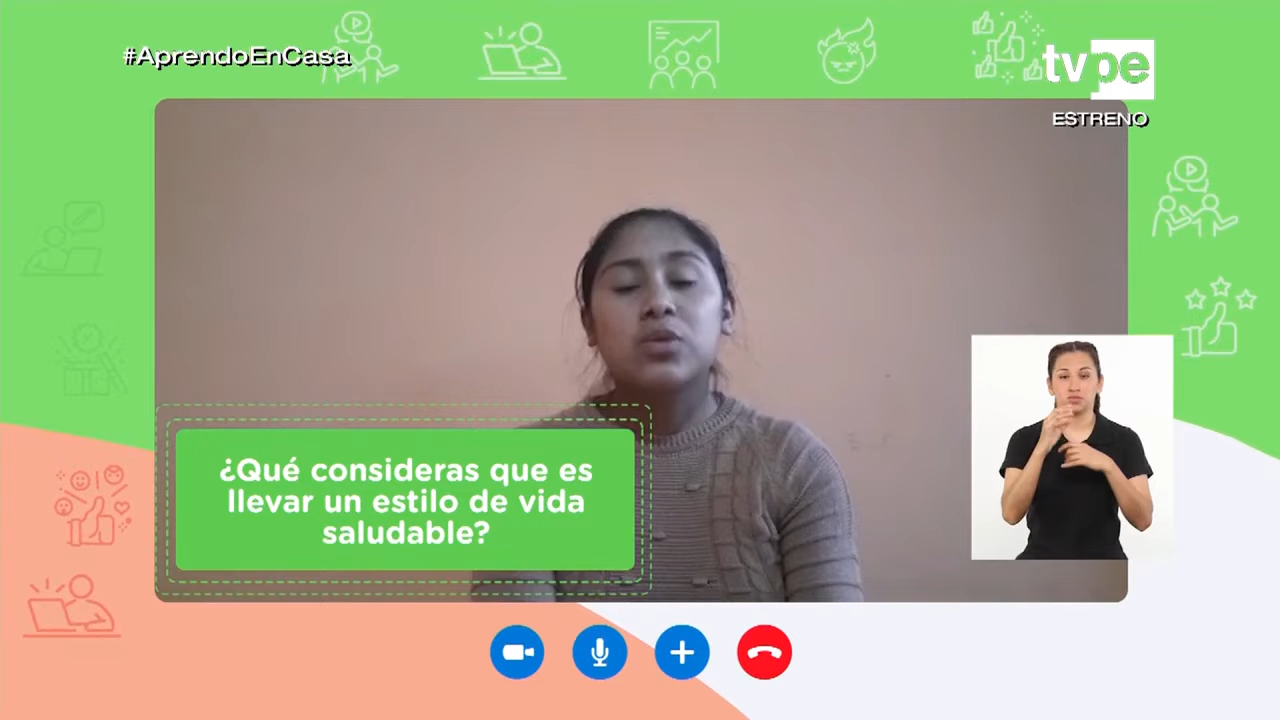 #AprendoEnCasa
tvpe
ESTRENO
¿Qué consideras que es
llevar un estilo de vida
saludable?